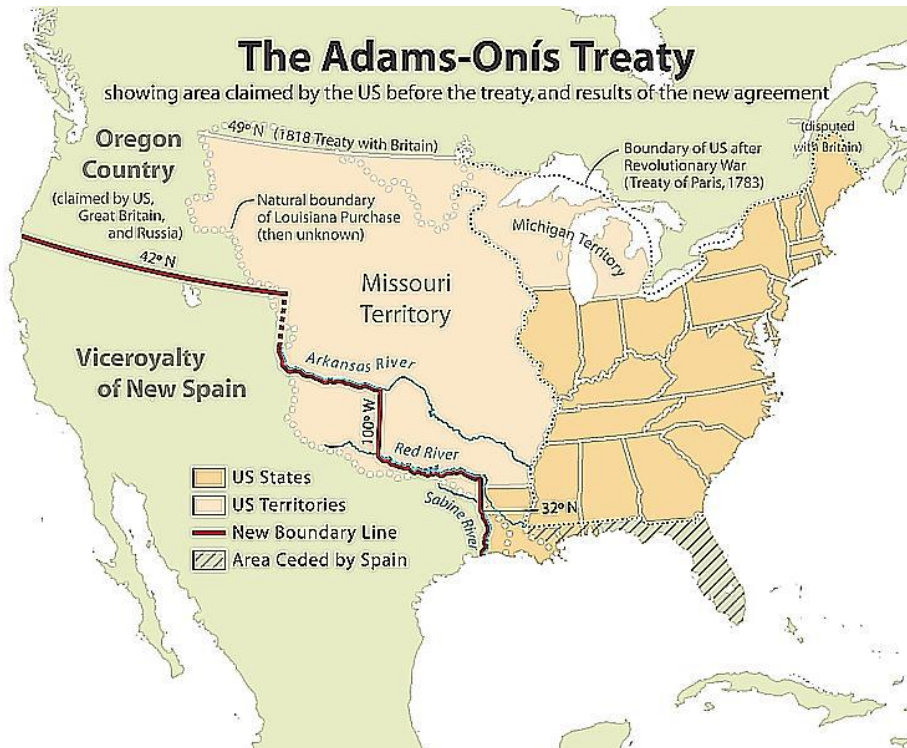 The Adams-Onís Treaty
showing area claimed by the US before the treaty, and results of the new agreement
Oregon
Country
(claimed by US,
Great Britain,
and Russia)
49° N (1818 Treaty with Britain)
(disputed
with Britain)
Boundary of US after
Revolutionary War
(Treaty of Paris, 1783)
Natural boundary
of Louisiana Purchase
(then unknown)
Michigan Territory
42° N
Missouri
Territory
Viceroyalty
of New Spain
Arkansas River
100° W
Red River
Sabine River
32° N
US States
US Territories
New Boundary Line
Area Ceded by Spain